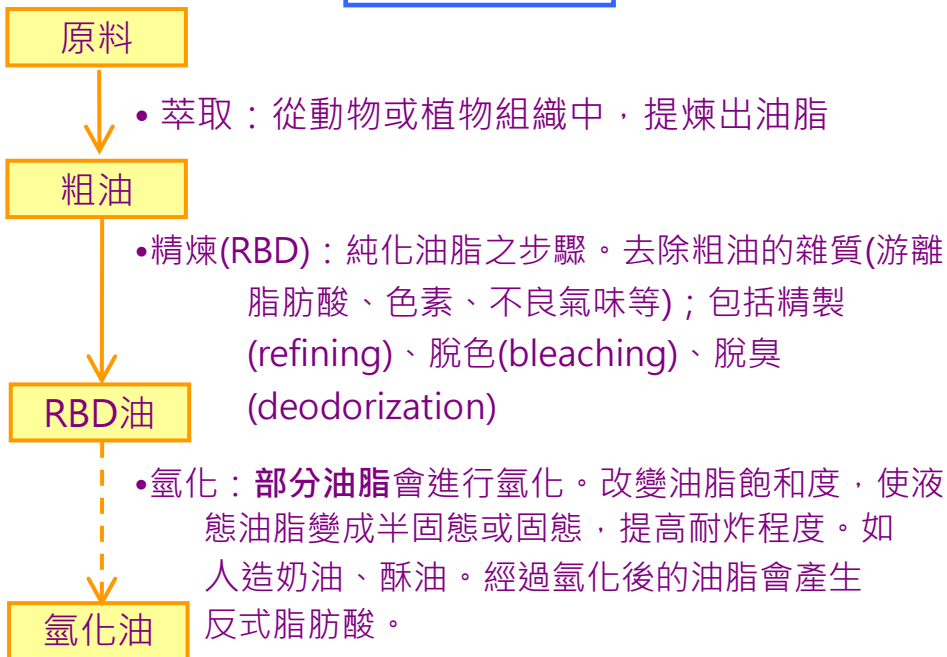 原料
• 萃取：從動物或植物組織中，提煉出油脂
粗油
•精煉(RBD)：純化油脂之步驟。去除粗油的雜質(游離
脂肪酸、色素、不良氣味等)；包括精製
(refining)、脫色(bleaching)、脫臭
(deodorization)
RBD油
•氫化：部分油脂會進行氫化。改變油脂飽和度，使液
態油脂變成半固態或固態，提高耐炸程度。如
人造奶油、酥油。經過氫化後的油脂會產生
反式脂肪酸。
氫化油